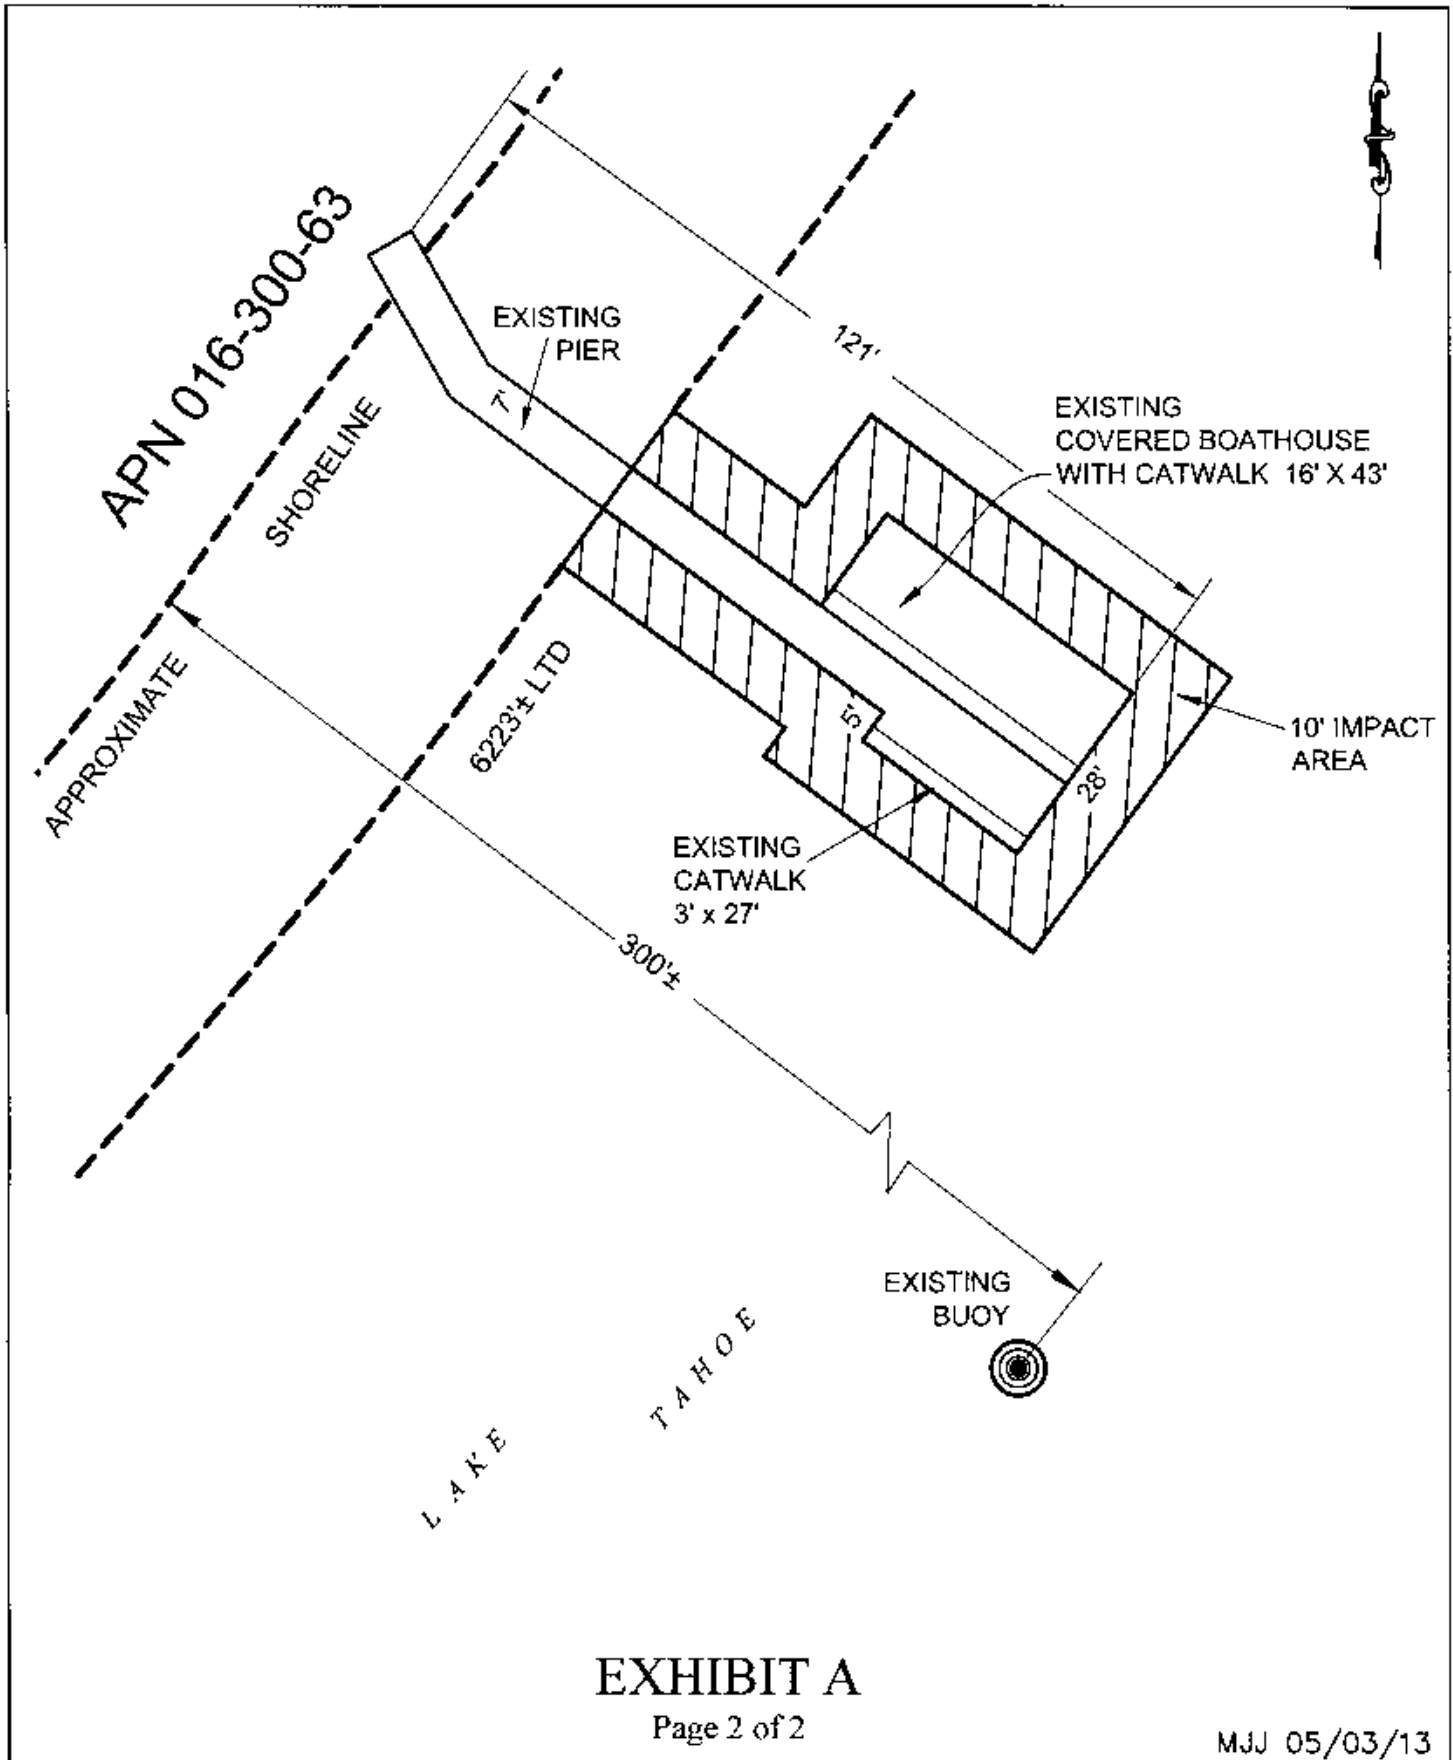 APN 016-300-63
EXISTING
PIER
121'
7'
SHORELINE
EXISTING
COVERED BOATHOUSE
WITH CATWALK 16' X 43'
APPROXIMATE
6223'± LTD
5'
28'
10' IMPACT
AREA
EXISTING
CATWALK
3' x 27'
300'±
EXISTING
BUOY
LAKE TAHOE
EXHIBIT A
Page 2 of 2
MJJ 05/03/13